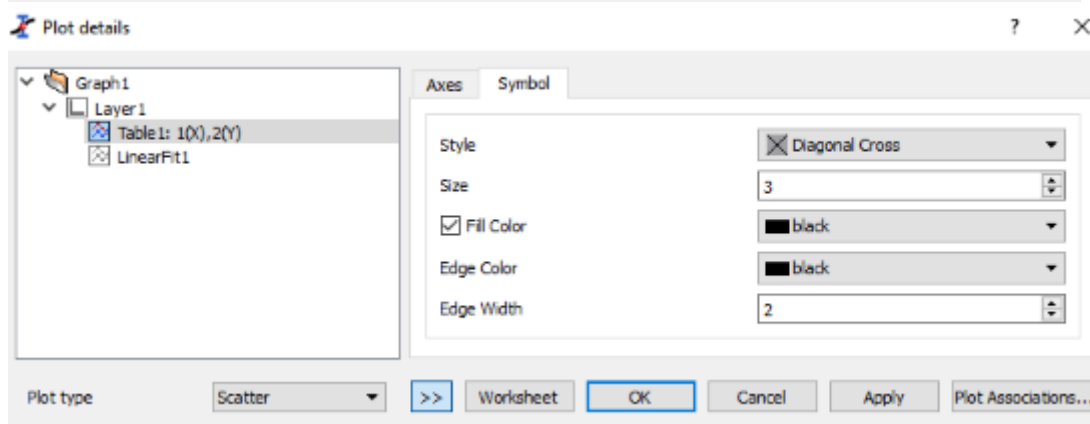 Plot details
?
Graph1
Layer1
Table1: 1(X),2(Y)
LinearFit1
Axes Symbol
Style Diagonal Cross
Size 3
Fill Color black
Edge Color black
Edge Width 2
Plot type Scatter >> Worksheet OK Cancel Apply Plot Associations...